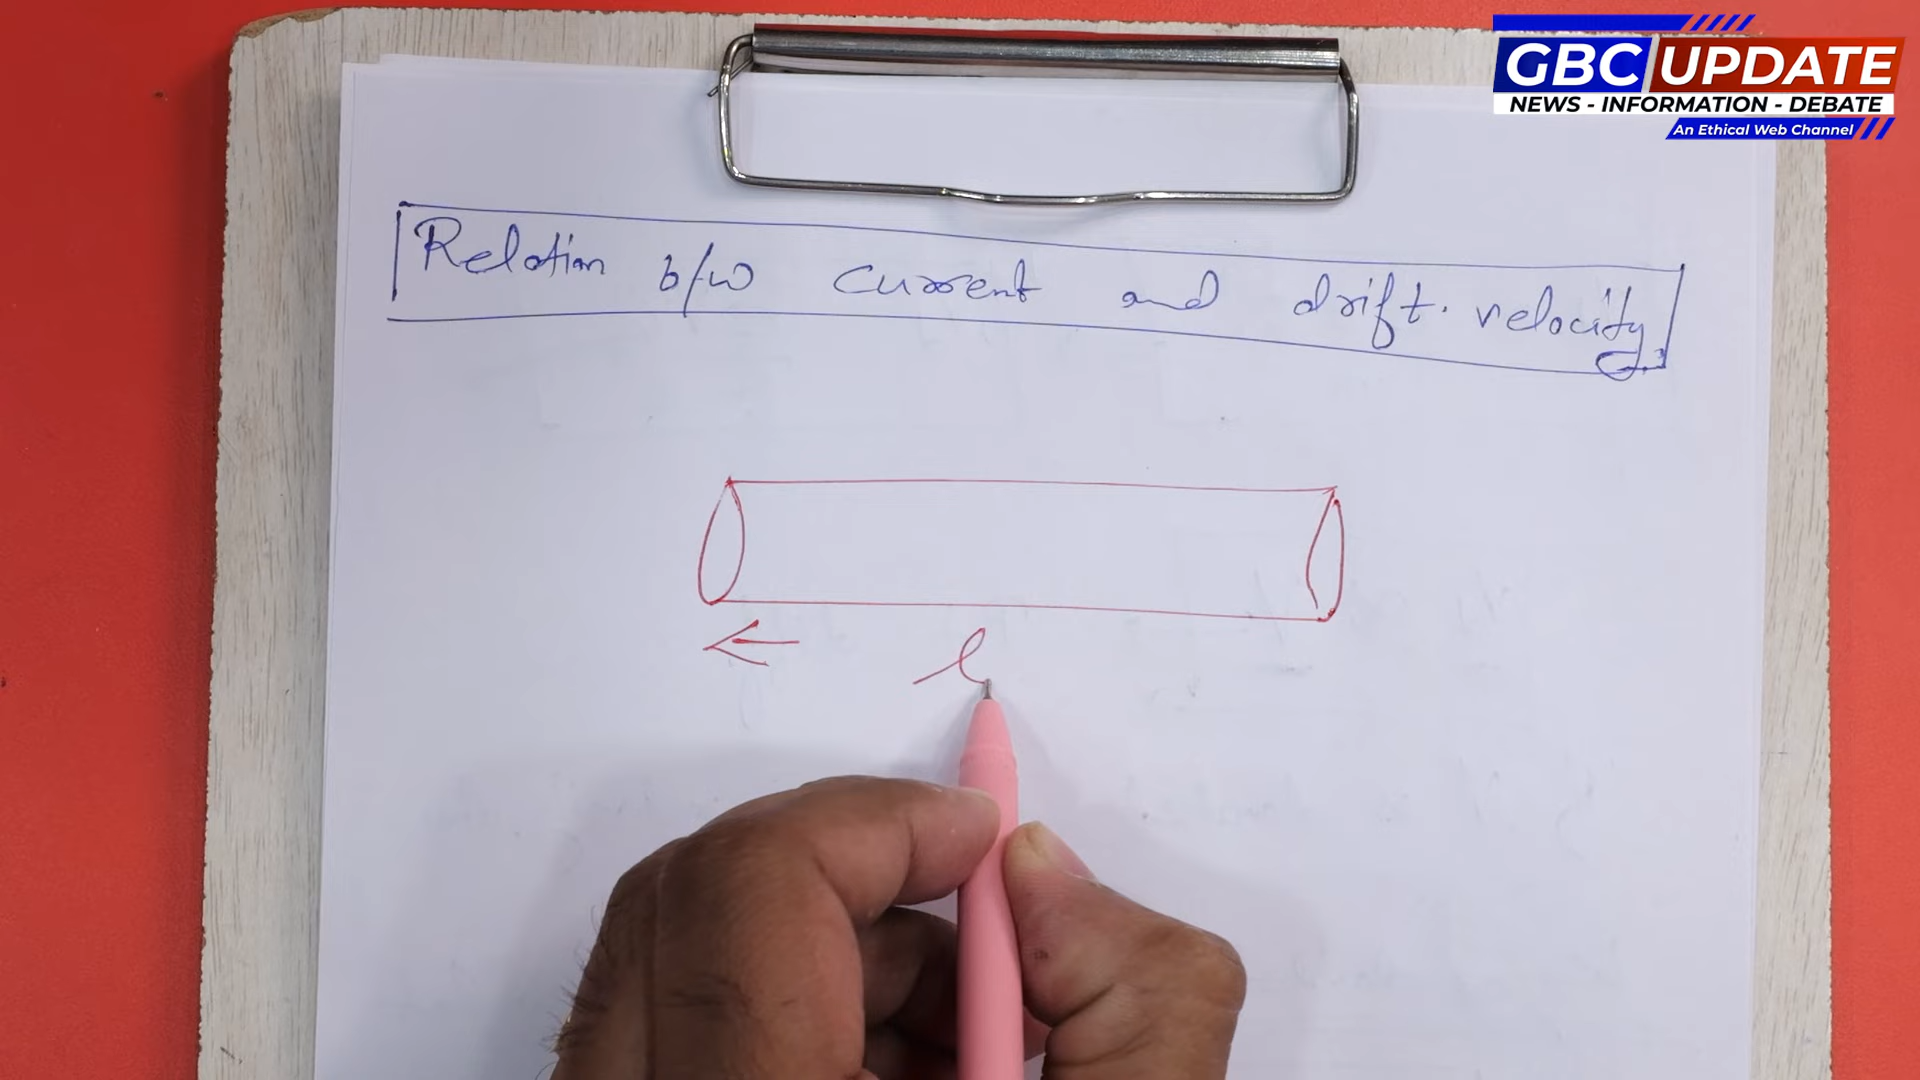 GBC UPDATE
NEWS - INFORMATION - DEBATE
An Ethical Web Channel
Relation b/w current and drift velocity.
l